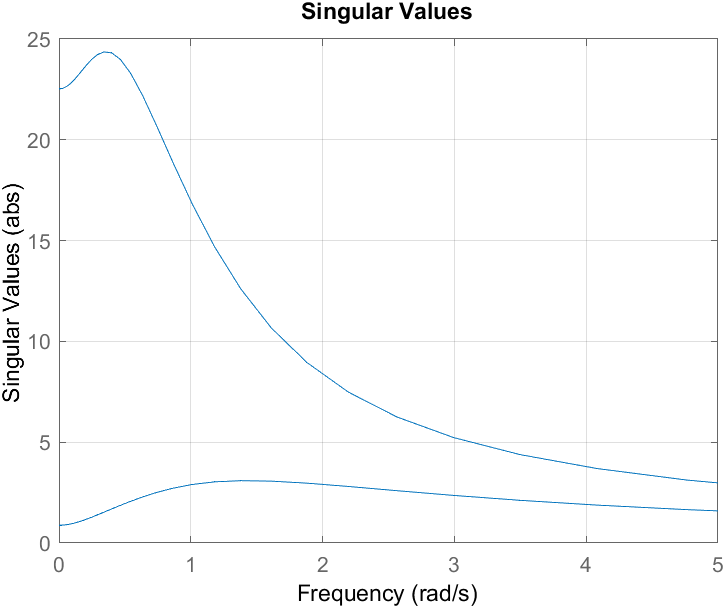 Singular Values
25
20
15
10
5
0
Singular Values (abs)
0 1 2 3 4 5
Frequency (rad/s)